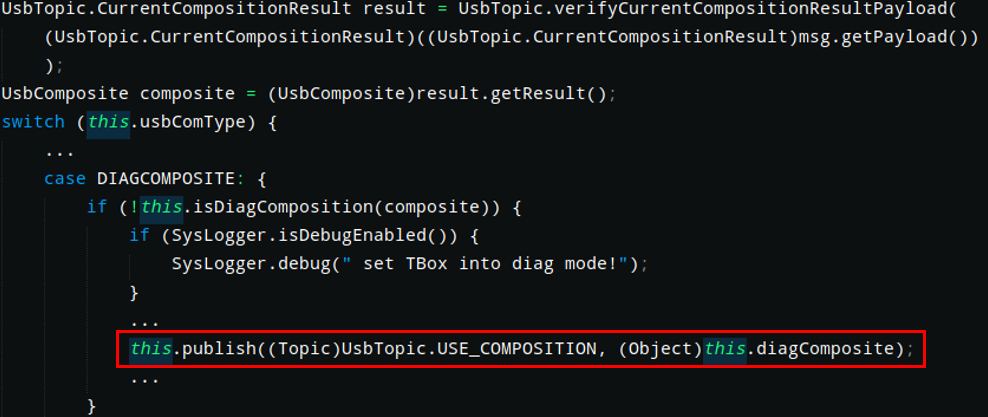 UsbTopic.CurrentCompositionResult result = UsbTopic.verifyCurrentCompositionResultPayload(
(UsbTopic.CurrentCompositionResult)((UsbTopic.CurrentCompositionResult)msg.getPayload())
);
UsbComposite composite = (UsbComposite)result.getResult();
switch (this.usbComType) {
...
case DIAGCOMPOSITE: {
if (!this.isDiagComposition(composite)) {
if (SysLogger.isDebugEnabled()) {
SysLogger.debug(" set TBox into diag mode!");
}
...
this.publish((Topic)UsbTopic.USE_COMPOSITION, (Object)this.diagComposite);
...
}